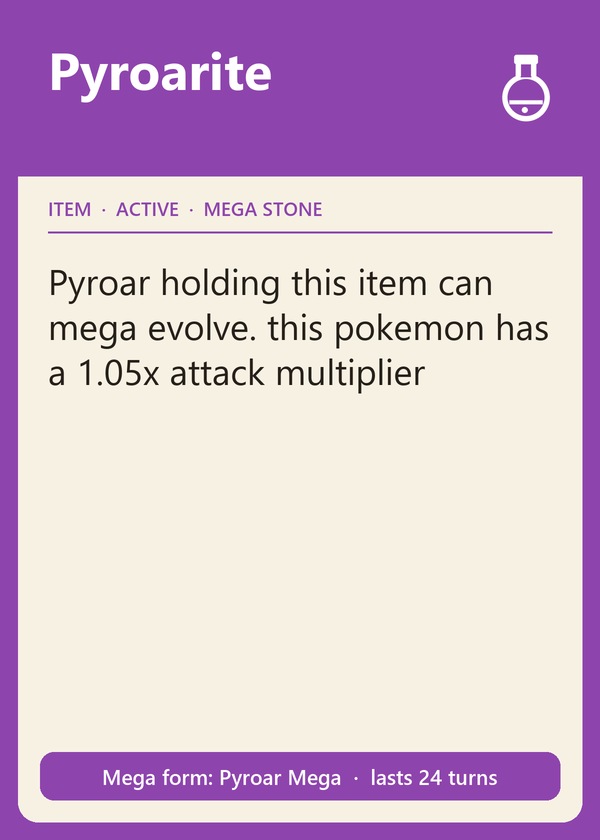 Pyroarite
ITEM · ACTIVE · MEGA STONE
Pyroar holding this item can
mega evolve. this pokemon has
a 1.05x attack multiplier
Mega form: Pyroar Mega · lasts 24 turns